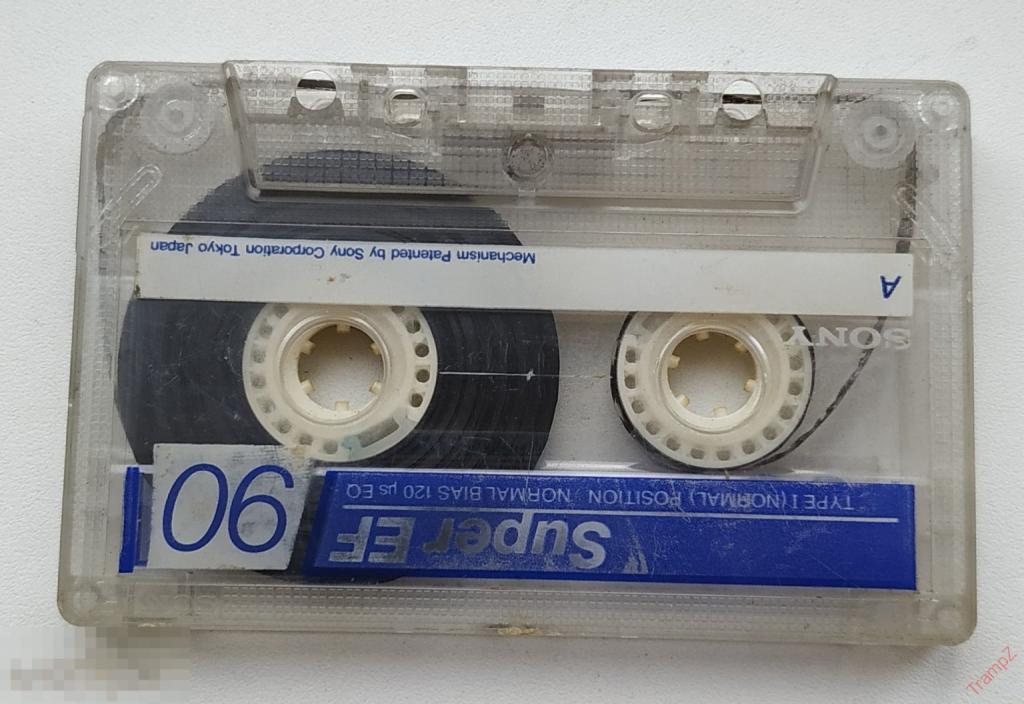 Super EF
TYPE I (NORMAL) POSITION NORMAL BIAS 120 µs EQ
90
SONY
A
Mechanism Patented by Sony Corporation Tokyo Japan
TrampZ